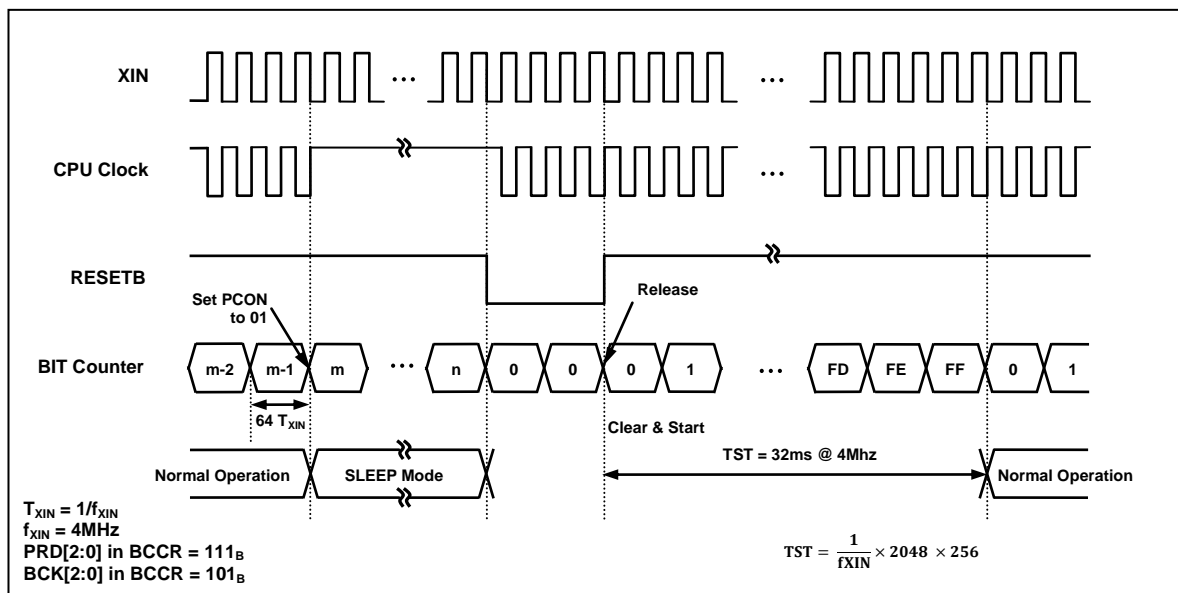 XIN
...
...
CPU Clock
...
RESETB
Set PCON
to 01
Release
BIT Counter
m-2 m-1 m ... n 0 0 0 1 ... FD FE FF 0 1
64 TXIN
Clear & Start
TST = 32ms @ 4Mhz
Normal Operation
SLEEP Mode
Normal Operation
TXIN = 1/fXIN
fXIN = 4MHz
PRD[2:0] in BCCR = 111B
BCK[2:0] in BCCR = 101B
TST = 1/fXIN × 2048 × 256